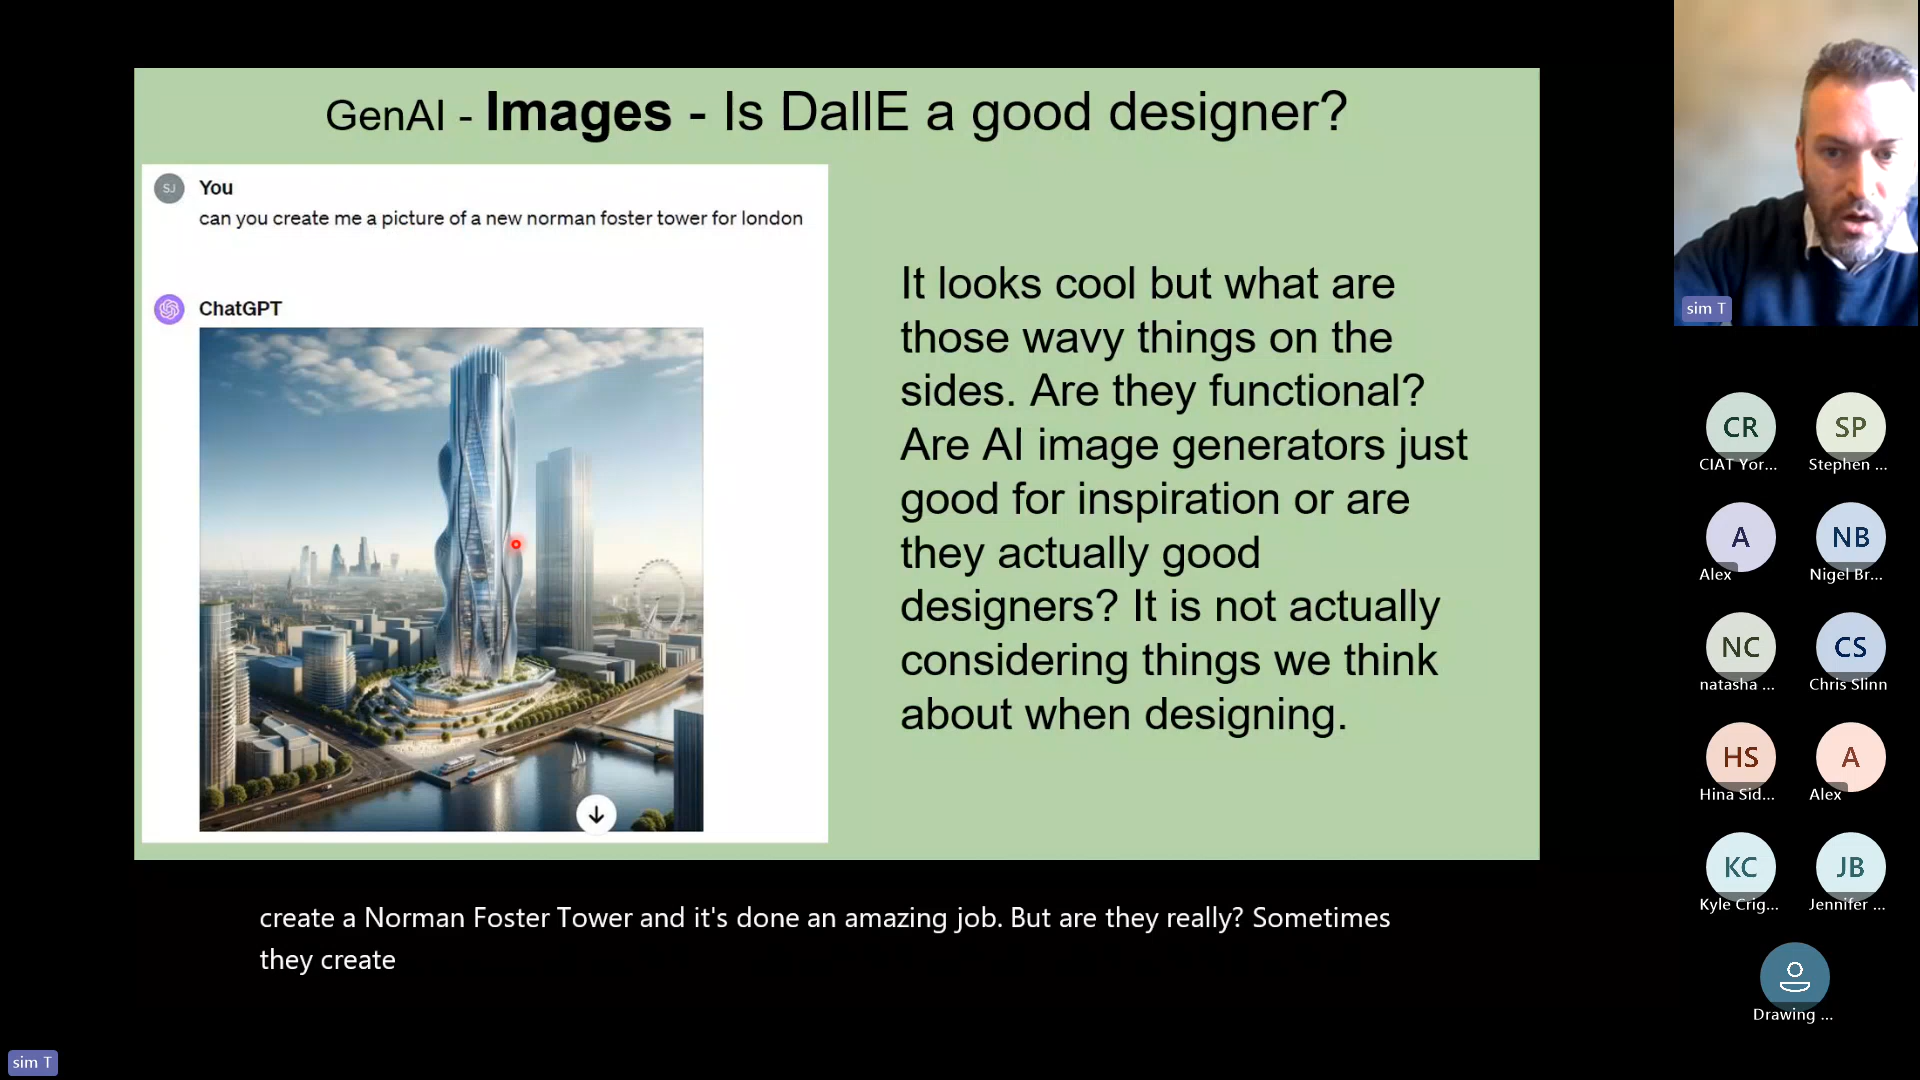 GenAI - Images - Is DallE a good designer?
SJ
You
can you create me a picture of a new norman foster tower for london
ChatGPT
It looks cool but what are
those wavy things on the
sides. Are they functional?
Are AI image generators just
good for inspiration or are
they actually good
designers? It is not actually
considering things we think
about when designing.
create a Norman Foster Tower and it's done an amazing job. But are they really? Sometimes
they create
sim T
sim T
CR
CIAT Yor...
SP
Stephen ...
A
Alex
NB
Nigel Br...
NC
natasha ...
CS
Chris Slinn
HS
Hina Sid...
A
Alex
KC
Kyle Crig...
JB
Jennifer ...
Drawing ...